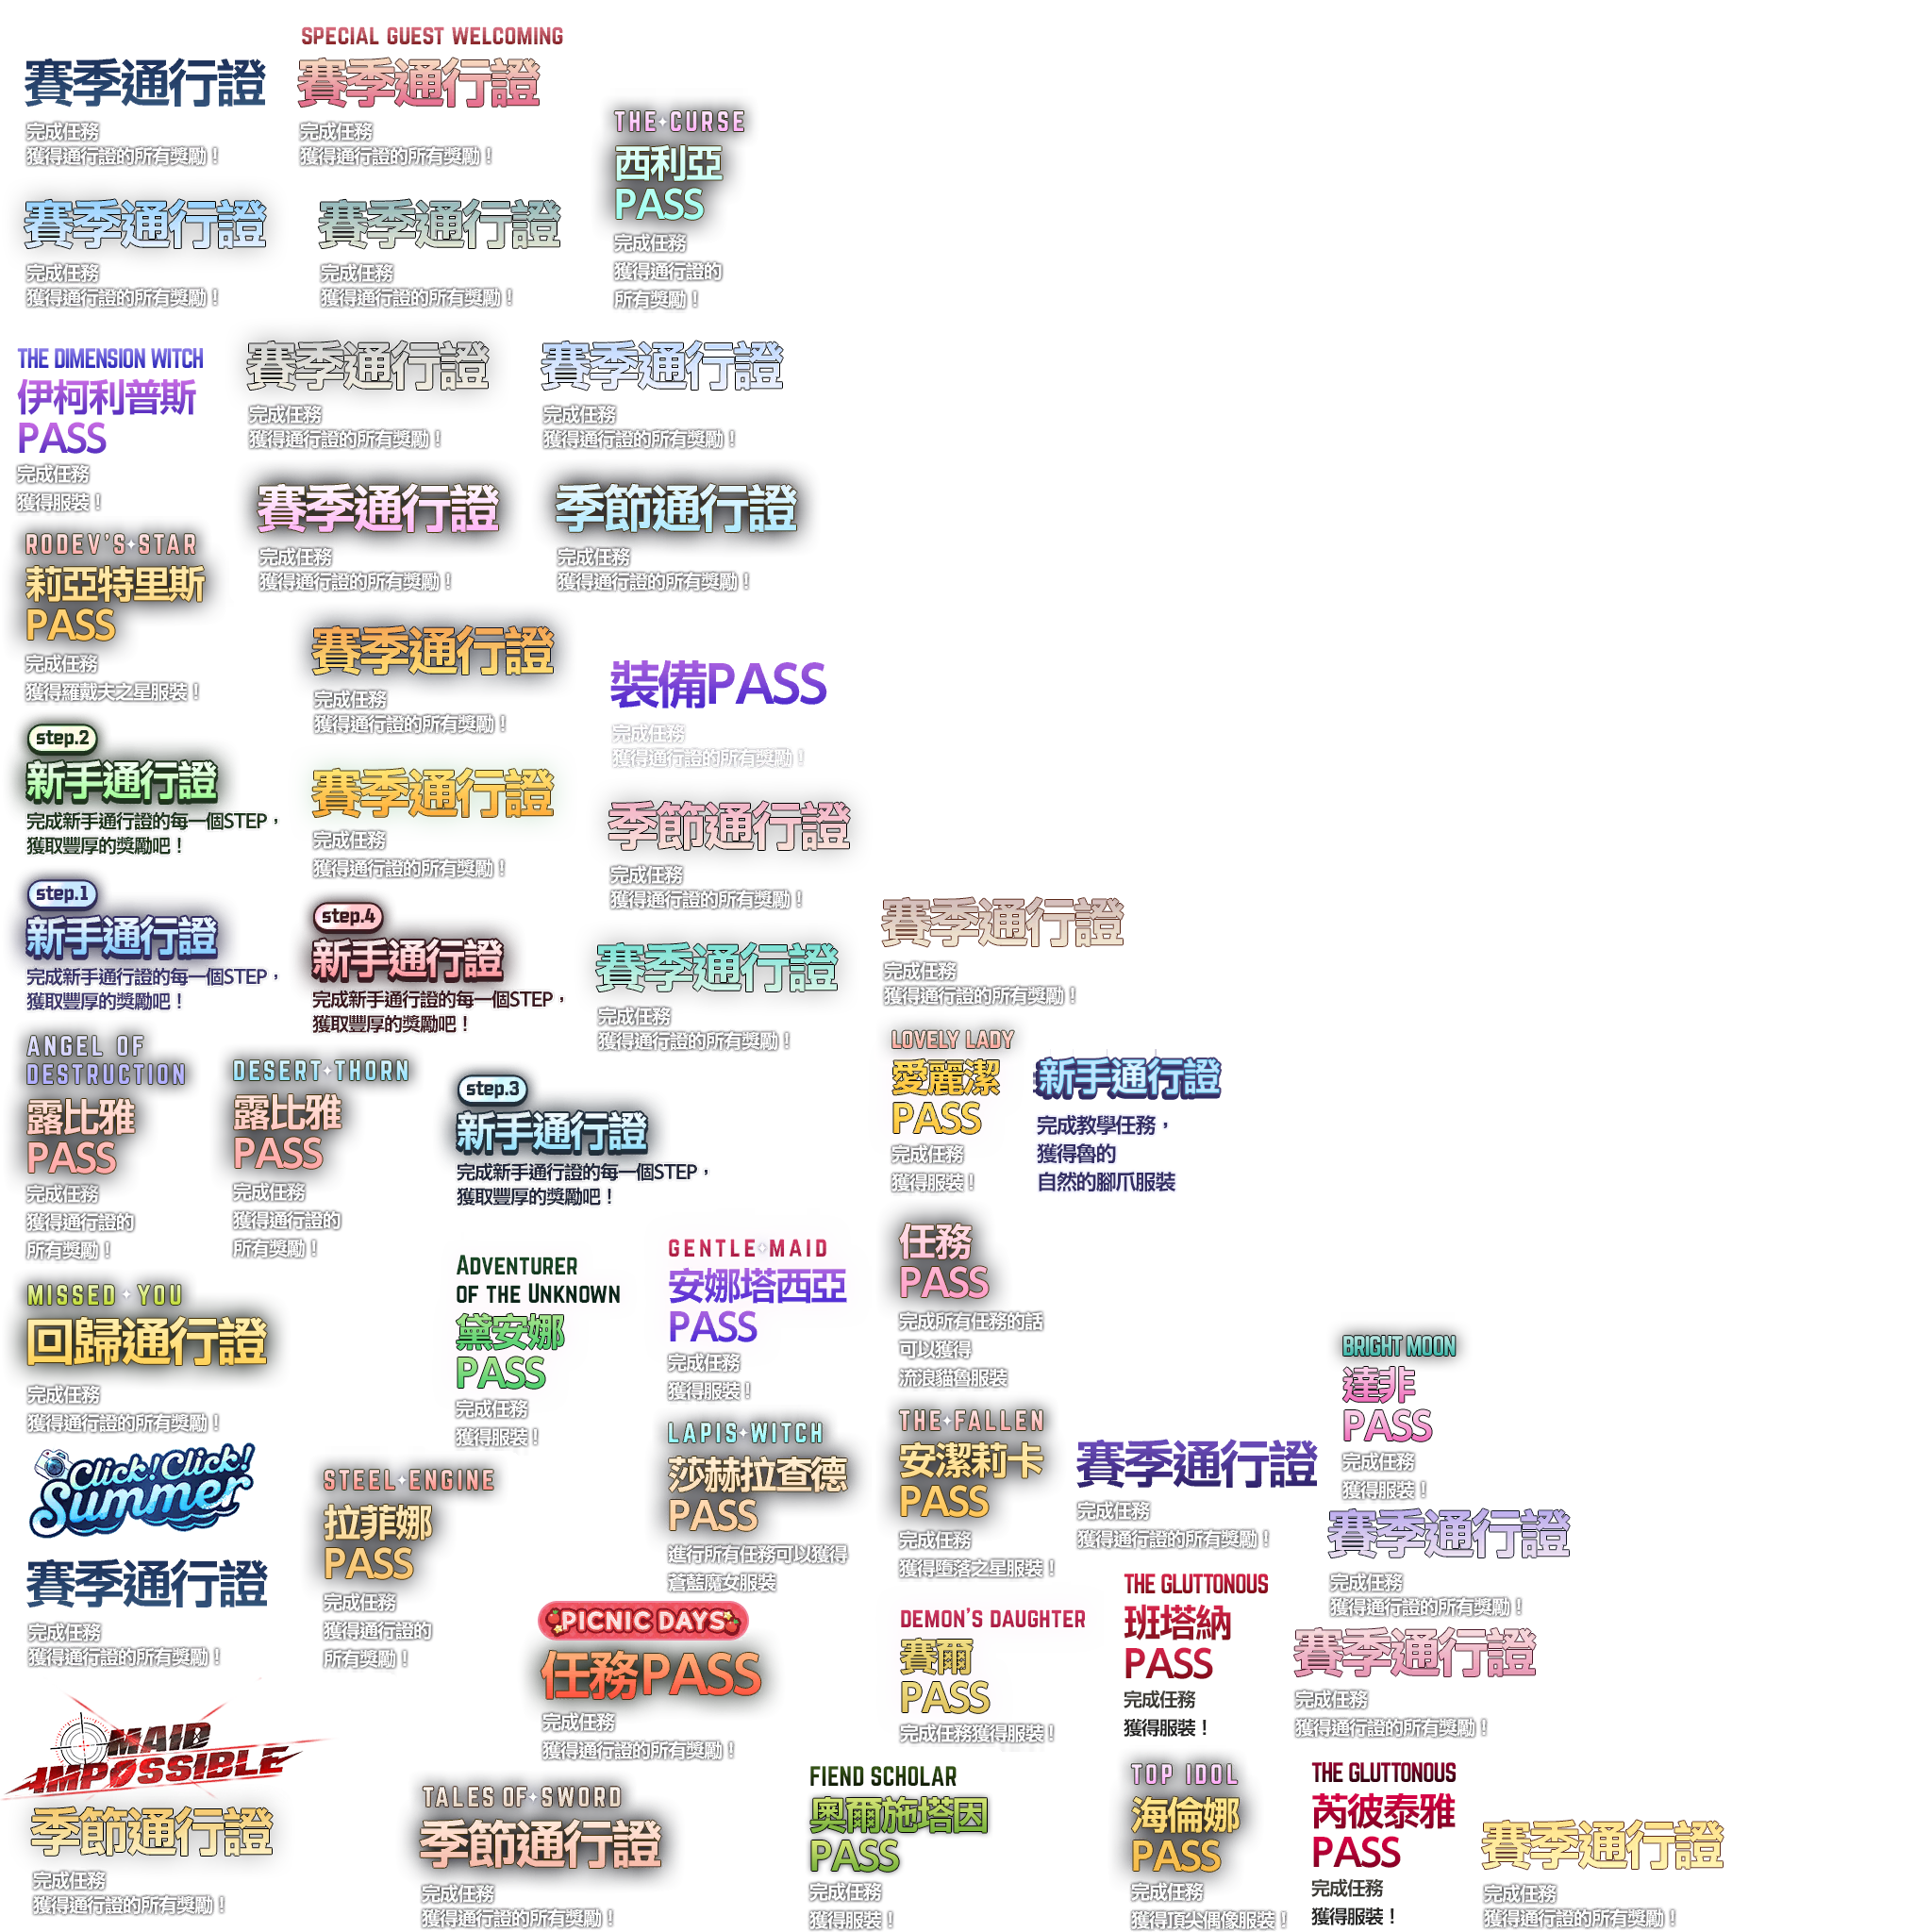 賽季通行證
完成任務
獲得通行證的所有獎勵！
SPECIAL GUEST WELCOMING
賽季通行證
完成任務
獲得通行證的所有獎勵！
THE CURSE
西利亞
PASS
完成任務
獲得通行證的
所有獎勵！
賽季通行證
完成任務
獲得通行證的所有獎勵！
賽季通行證
完成任務
獲得通行證的所有獎勵！
THE DIMENSION WITCH
伊柯利普斯
PASS
完成任務
獲得服裝！
賽季通行證
完成任務
獲得通行證的所有獎勵！
賽季通行證
完成任務
獲得通行證的所有獎勵！
賽季通行證
完成任務
獲得通行證的所有獎勵！
季節通行證
完成任務
獲得通行證的所有獎勵！
RODEV'S STAR
莉亞特里斯
PASS
完成任務
獲得羅戴夫之星服裝！
賽季通行證
完成任務
獲得通行證的所有獎勵！
裝備PASS
完成任務
獲得通行證的所有獎勵！
step.2
新手通行證
完成新手通行證的每一個STEP，
獲取豐厚的獎勵吧！
賽季通行證
完成任務
獲得通行證的所有獎勵！
季節通行證
完成任務
獲得通行證的所有獎勵！
step.1
新手通行證
完成新手通行證的每一個STEP，
獲取豐厚的獎勵吧！
step.4
新手通行證
完成新手通行證的每一個STEP，
獲取豐厚的獎勵吧！
賽季通行證
完成任務
獲得通行證的所有獎勵！
賽季通行證
完成任務
獲得通行證的所有獎勵！
ANGEL OF
DESTRUCTION
露比雅
PASS
完成任務
獲得通行證的
所有獎勵！
DESERT THORN
露比雅
PASS
完成任務
獲得通行證的
所有獎勵！
step.3
新手通行證
完成新手通行證的每一個STEP，
獲取豐厚的獎勵吧！
LOVELY LADY
愛麗潔
PASS
完成任務
獲得服裝！
新手通行證
完成教學任務，
獲得魯的
自然的腳爪服裝
MISSED YOU
回歸通行證
完成任務
獲得通行證的所有獎勵！
ADVENTURER
OF THE UNKNOWN
黛安娜
PASS
完成任務
獲得服裝！
GENTLE MAID
安娜塔西亞
PASS
完成任務
獲得服裝！
任務
PASS
完成所有任務的話
可以獲得
流浪貓魯服裝
BRIGHT MOON
達非
PASS
完成任務
獲得服裝！
Click! Click!
Summer
賽季通行證
完成任務
獲得通行證的所有獎勵！
STEEL ENGINE
拉菲娜
PASS
完成任務
獲得通行證的
所有獎勵！
LAPIS WITCH
莎赫拉查德
PASS
進行所有任務可以獲得
蒼藍魔女服裝
THE FALLEN
安潔莉卡
PASS
完成任務
獲得墮落之星服裝！
賽季通行證
完成任務
獲得通行證的所有獎勵！
賽季通行證
完成任務
獲得通行證的所有獎勵！
PICNIC DAYS
任務PASS
完成任務
獲得通行證的所有獎勵！
DEMON'S DAUGHTER
賽爾
PASS
完成任務獲得服裝！
THE GLUTTONOUS
班塔納
PASS
完成任務
獲得服裝！
賽季通行證
完成任務
獲得通行證的所有獎勵！
MAID
IMPOSSIBLE
季節通行證
完成任務
獲得通行證的所有獎勵！
TALES OF SWORD
季節通行證
完成任務
獲得通行證的所有獎勵！
FIEND SCHOLAR
奧爾施塔因
PASS
完成任務
獲得服裝！
TOP IDOL
海倫娜
PASS
完成任務
獲得頂尖偶像服裝！
THE GLUTTONOUS
芮彼泰雅
PASS
完成任務
獲得服裝！
賽季通行證
完成任務
獲得通行證的所有獎勵！